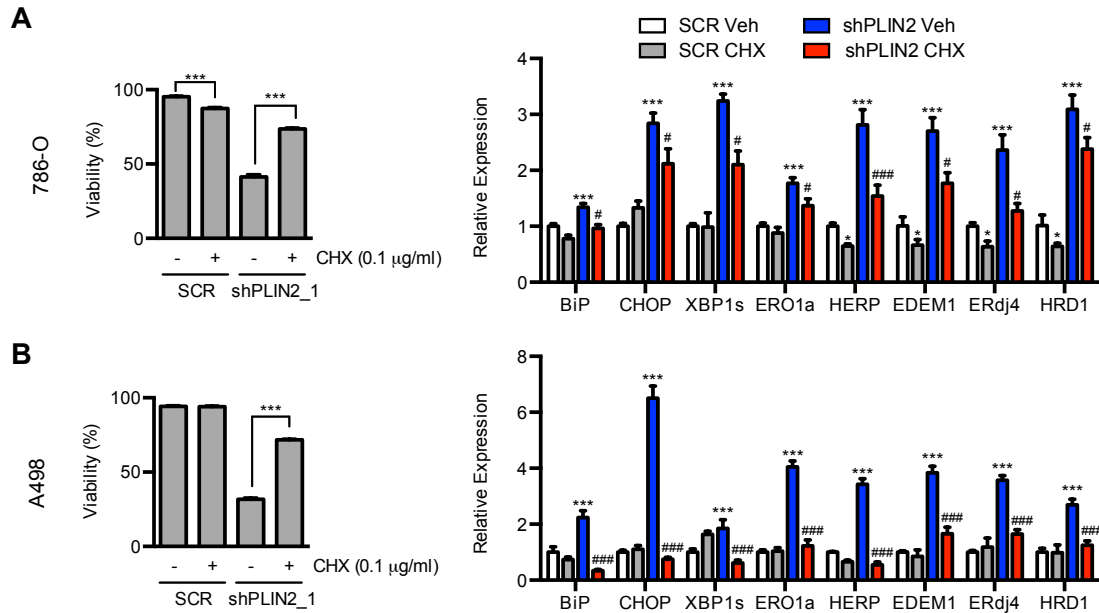 A
786-O
Viability (%)
100
50
0
*** ***
- + - + CHX (0.1 μg/ml)
SCR shPLIN2_1
SCR Veh shPLIN2 Veh
SCR CHX shPLIN2 CHX
Relative Expression
4
3
2
1
0
*** # *** # *** # *** # * *** ### * *** # * *** # * *** #
BiP CHOP XBP1s ERO1a HERP EDEM1 ERdj4 HRD1
B
A498
Viability (%)
100
50
0
***
- + - + CHX (0.1 μg/ml)
SCR shPLIN2_1
Relative Expression
8
6
4
2
0
*** ### *** ### *** ### *** ### *** ### *** ### *** ### *** ###
BiP CHOP XBP1s ERO1a HERP EDEM1 ERdj4 HRD1